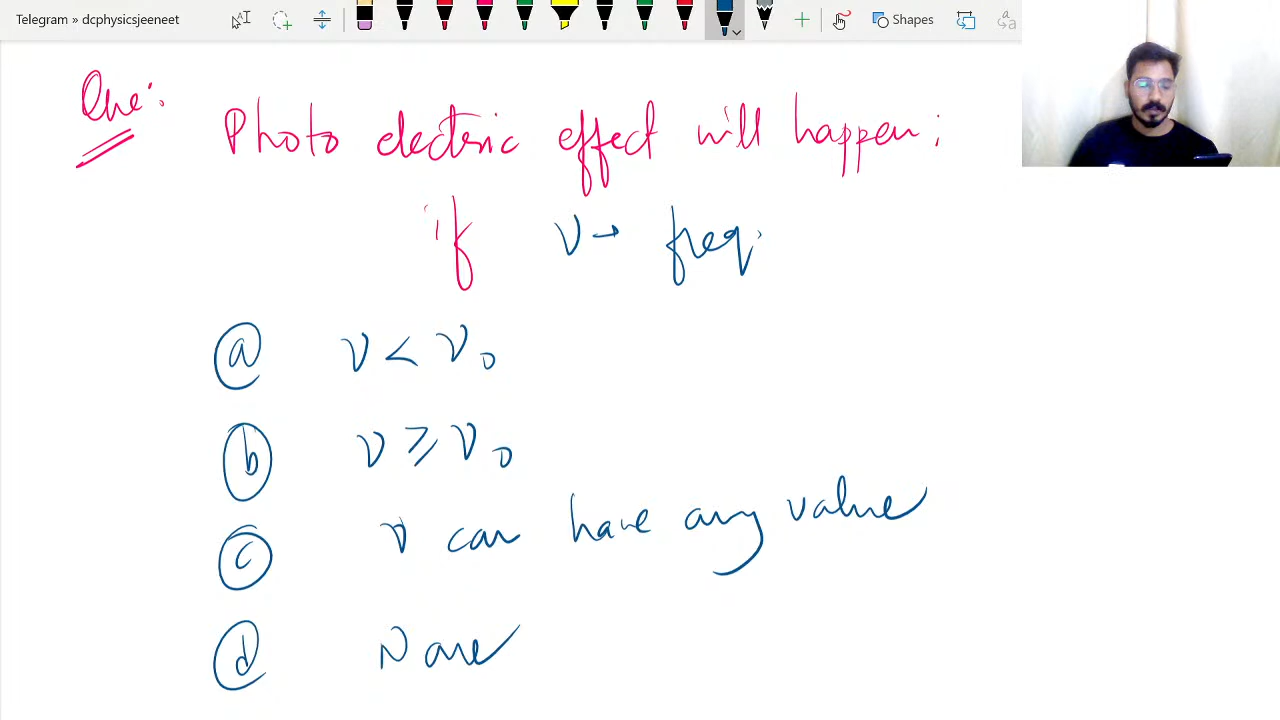 Telegram » dcphysicsjeeneet
Shapes
Que:
Photo electric effect will happen:
if ν → freq.
ⓐ ν < ν₀
ⓑ ν ⩾ ν₀
ⓒ ν can have any value
ⓓ None